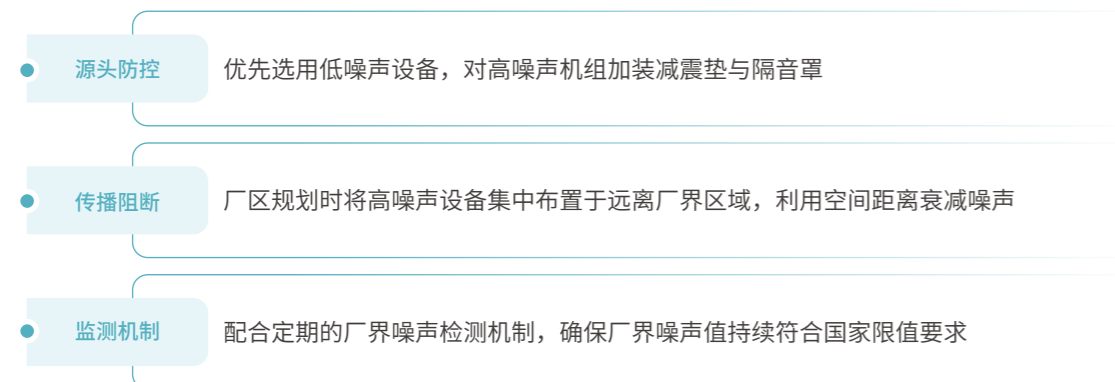 源头防控
优先选用低噪声设备，对高噪声机组加装减震垫与隔音罩
传播阻断
厂区规划时将高噪声设备集中布置于远离厂界区域，利用空间距离衰减噪声
监测机制
配合定期的厂界噪声检测机制，确保厂界噪声值持续符合国家限值要求